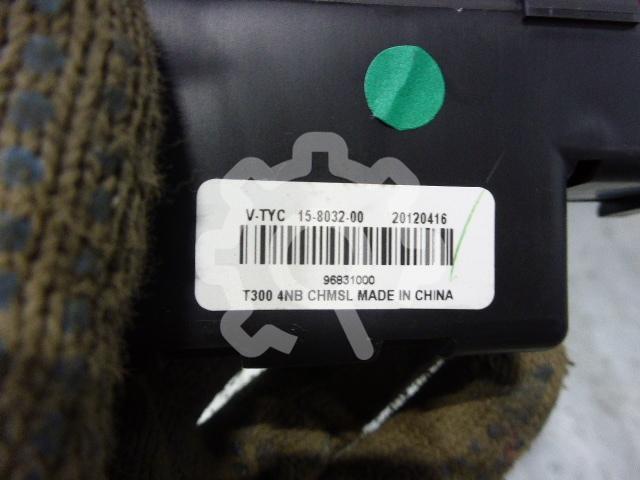 V-TYC 15-8032-00 20120416
96831000
T300 4NB CHMSL MADE IN CHINA